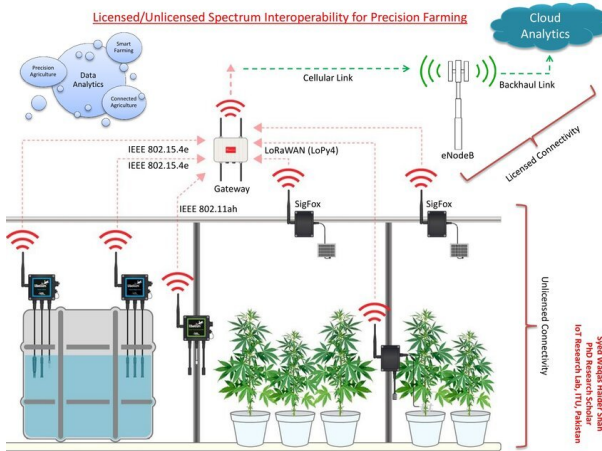 Licensed/Unlicensed Spectrum Interoperability for Precision Farming
Cloud
Analytics
Smart
Farming
Precision
Agriculture
Data
Analytics
Connected
Agriculture
Cellular Link
Backhaul Link
eNodeB
Licensed Connectivity
IEEE 802.15.4e
IEEE 802.15.4e
LoRaWAN (LoPy4)
Gateway
IEEE 802.11ah
SigFox
SigFox
Unlicensed Connectivity
Syed Waqas Haider Shah
PhD Research Scholar
IoT Research Lab, ITU, Pakistan